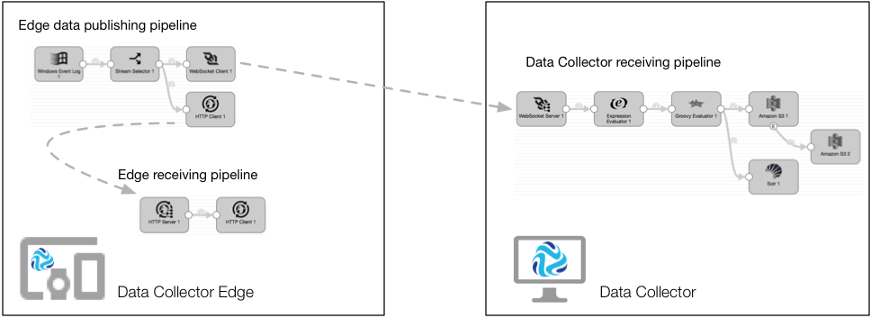 Edge data publishing pipeline
Windows Event Log
1
Stream Selector 1
WebSocket Client 1
HTTP Client 1
Edge receiving pipeline
HTTP Server 1
HTTP Client 1
Data Collector Edge
Data Collector receiving pipeline
WebSocket Server 1
Expression
Evaluator 1
Groovy Evaluator 1
Amazon S3 1
E
Amazon S3 2
Solr 1
Data Collector